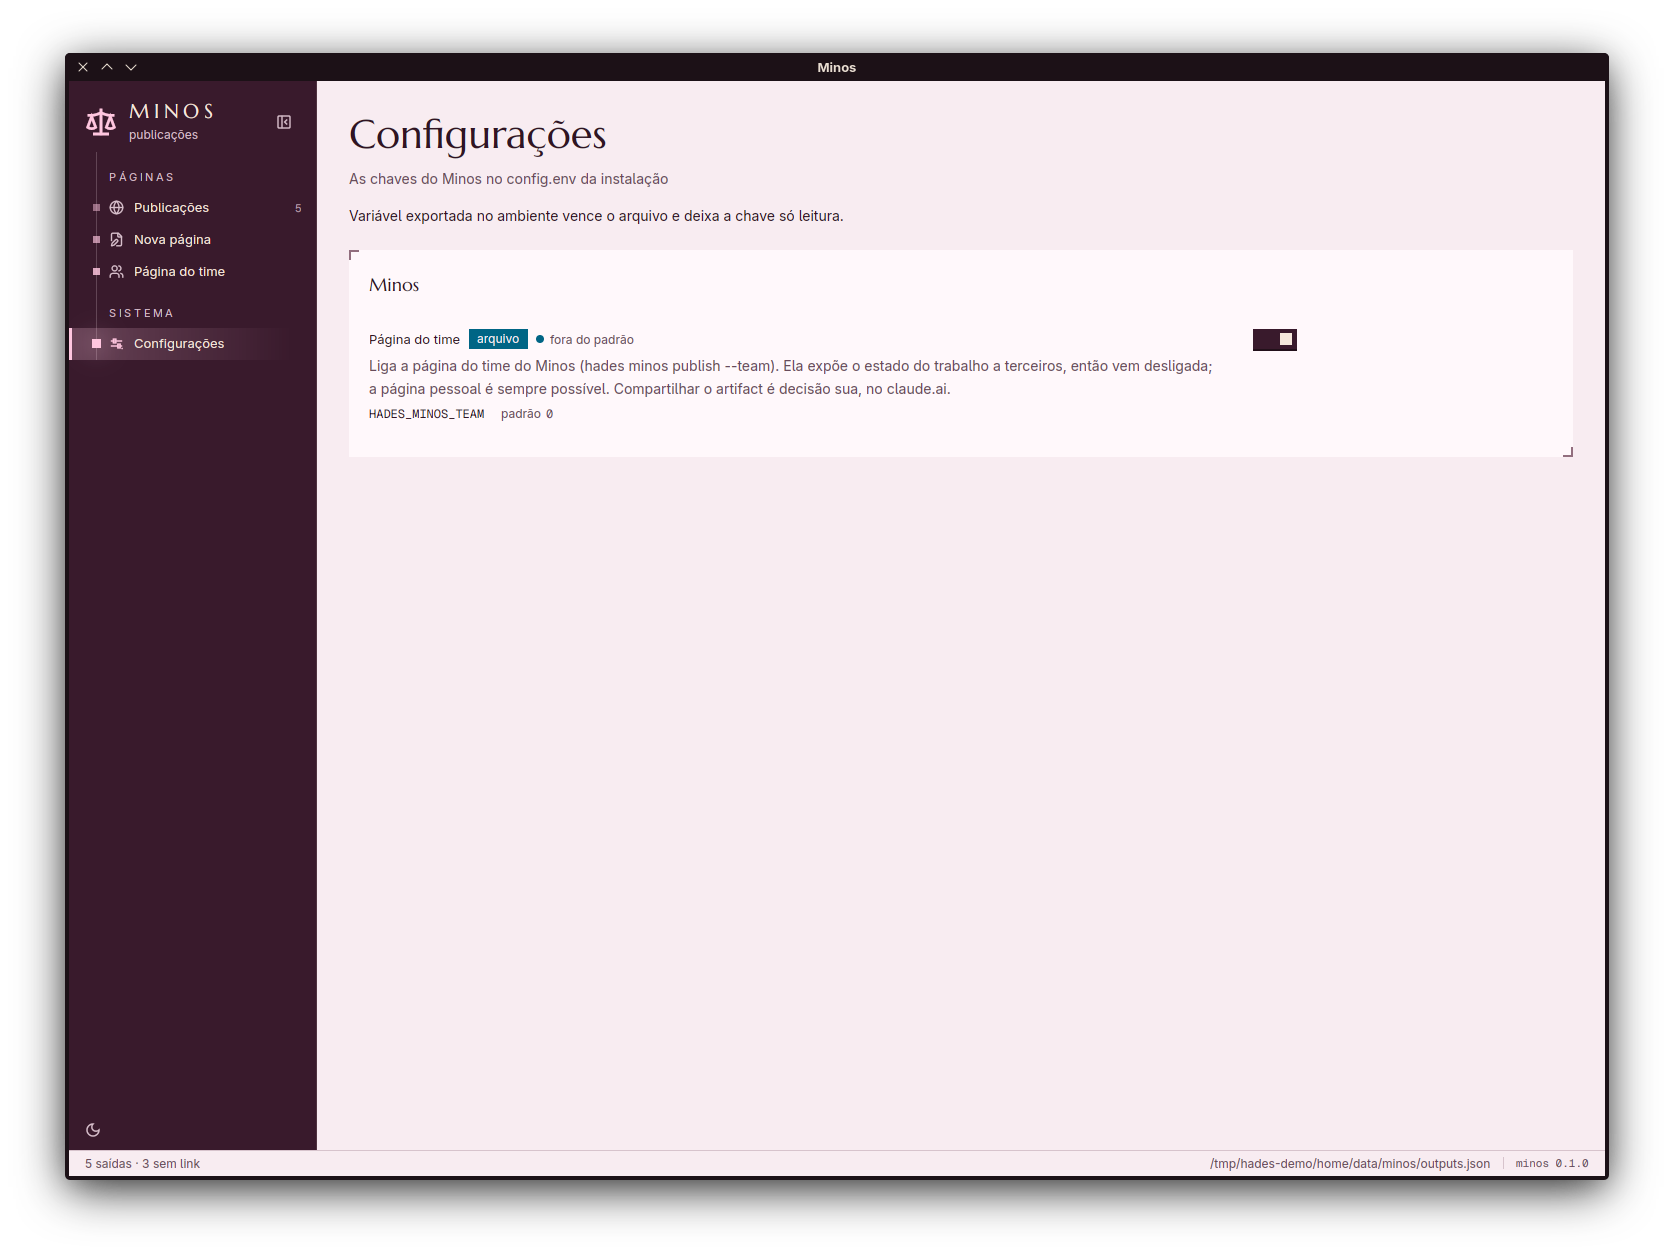 Minos
MINOS
publicações
PÁGINAS
Publicações 5
Nova página
Página do time
SISTEMA
Configurações
Configurações
As chaves do Minos no config.env da instalação
Variável exportada no ambiente vence o arquivo e deixa a chave só leitura.
Minos
Página do time arquivo fora do padrão
Liga a página do time do Minos (hades minos publish --team). Ela expõe o estado do trabalho a terceiros, então vem desligada;
a página pessoal é sempre possível. Compartilhar o artifact é decisão sua, no claude.ai.
HADES_MINOS_TEAM padrão 0
5 saídas · 3 sem link
/tmp/hades-demo/home/data/minos/outputs.json minos 0.1.0